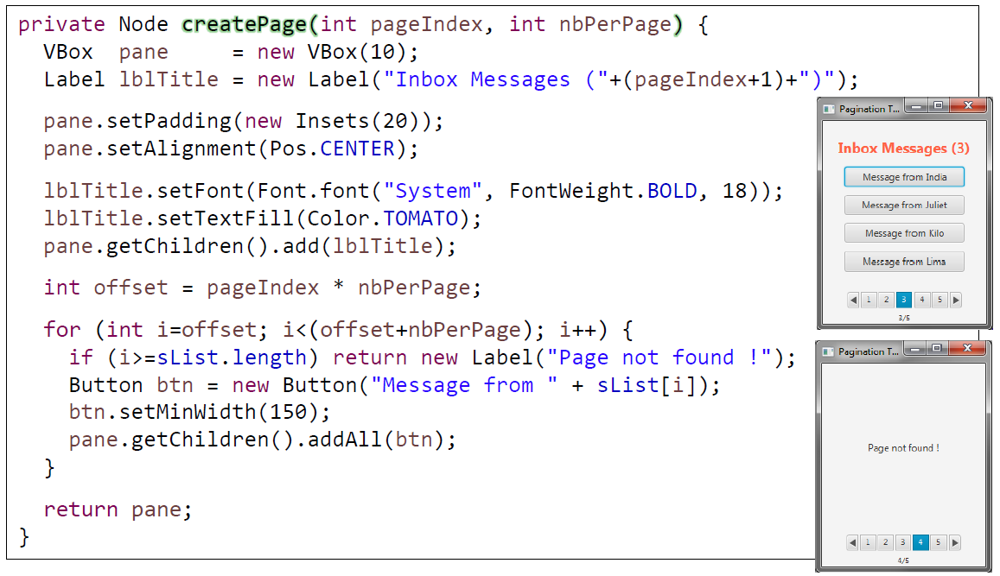 private Node createPage(int pageIndex, int nbPerPage) {
VBox pane = new VBox(10);
Label lblTitle = new Label("Inbox Messages ("+(pageIndex+1)+")");
pane.setPadding(new Insets(20));
pane.setAlignment(Pos.CENTER);
lblTitle.setFont(Font.font("System", FontWeight.BOLD, 18));
lblTitle.setTextFill(Color.TOMATO);
pane.getChildren().add(lblTitle);
int offset = pageIndex * nbPerPage;
for (int i=offset; i<(offset+nbPerPage); i++) {
if (i>=sList.length) return new Label("Page not found !");
Button btn = new Button("Message from " + sList[i]);
btn.setMinWidth(150);
pane.getChildren().addAll(btn);
}
return pane;
}
Pagination T...
Inbox Messages (3)
Message from India
Message from Juliet
Message from Kilo
Message from Lima
1 2 3 4 5
3/5
Pagination T...
Page not found !
1 2 3 4 5
4/5